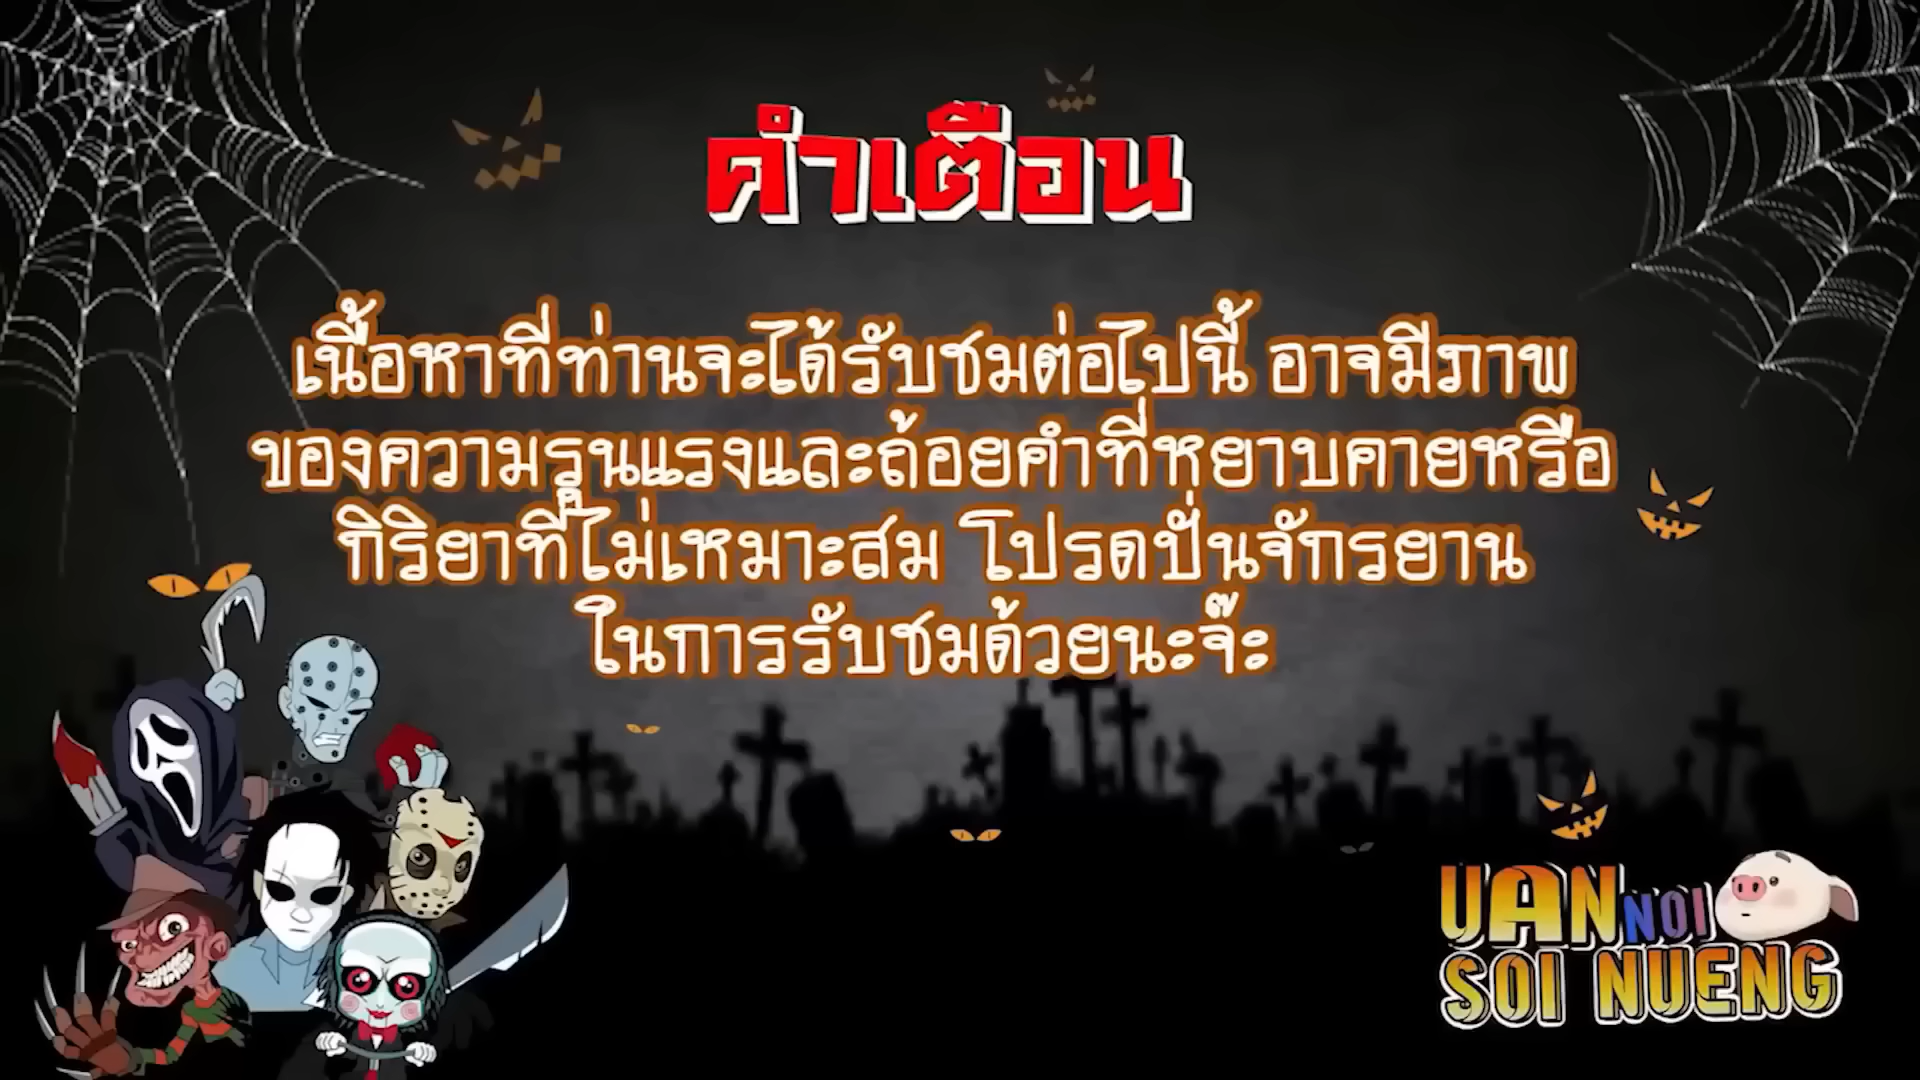 คำเตือน
เนื้อหาที่ท่านจะได้รับชมต่อไปนี้ อาจมีภาพ
ของความรุนแรงและถ้อยคำที่หยาบคายหรือ
กิริยาที่ไม่เหมาะสม โปรดปั่นจักรยาน
ในการรับชมด้วยนะจ๊ะ
UAN NOI
SOI NUENG